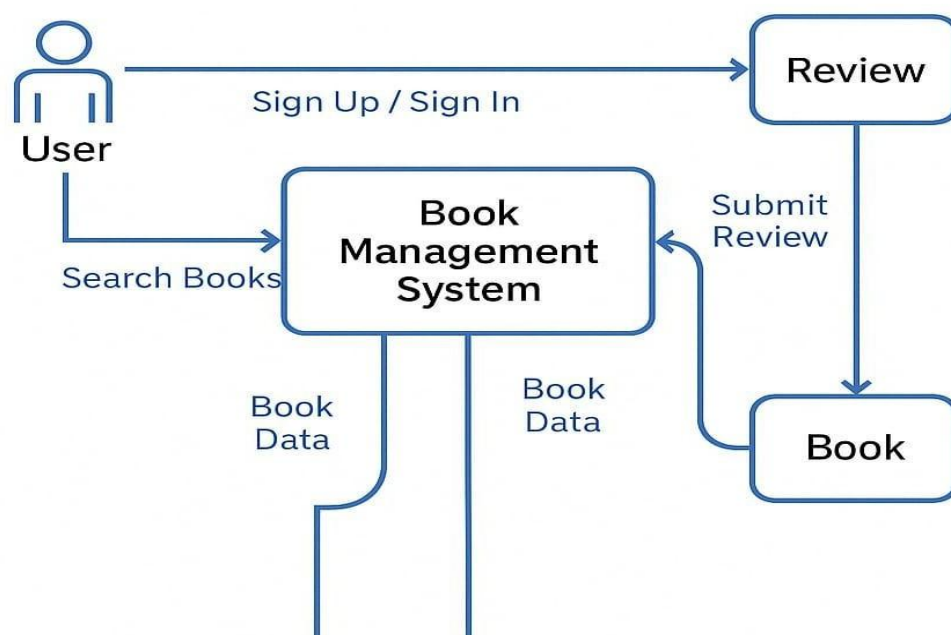 Review
Sign Up / Sign In
User
Book
Management
System
Submit
Review
Search Books
Book
Data
Book
Data
Book